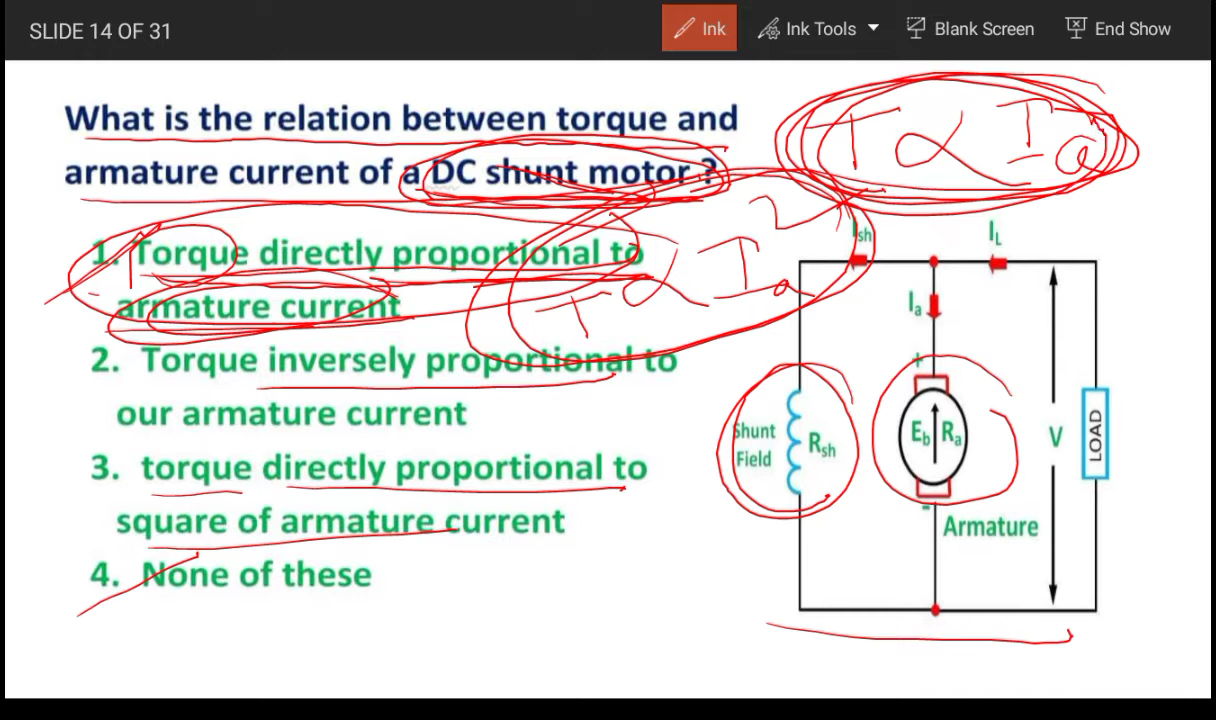 SLIDE 14 OF 31
Ink
Ink Tools
Blank Screen
End Show
What is the relation between torque and
armature current of a DC shunt motor ?
T ∝ Ia
T ∝ Ia²
1. Torque directly proportional to
armature current
2. Torque inversely proportional to
our armature current
3. torque directly proportional to
square of armature current
4. None of these
Ish
IL
Ia
+
Shunt
Field
Rsh
Eb
Ra
V
LOAD
-
Armature